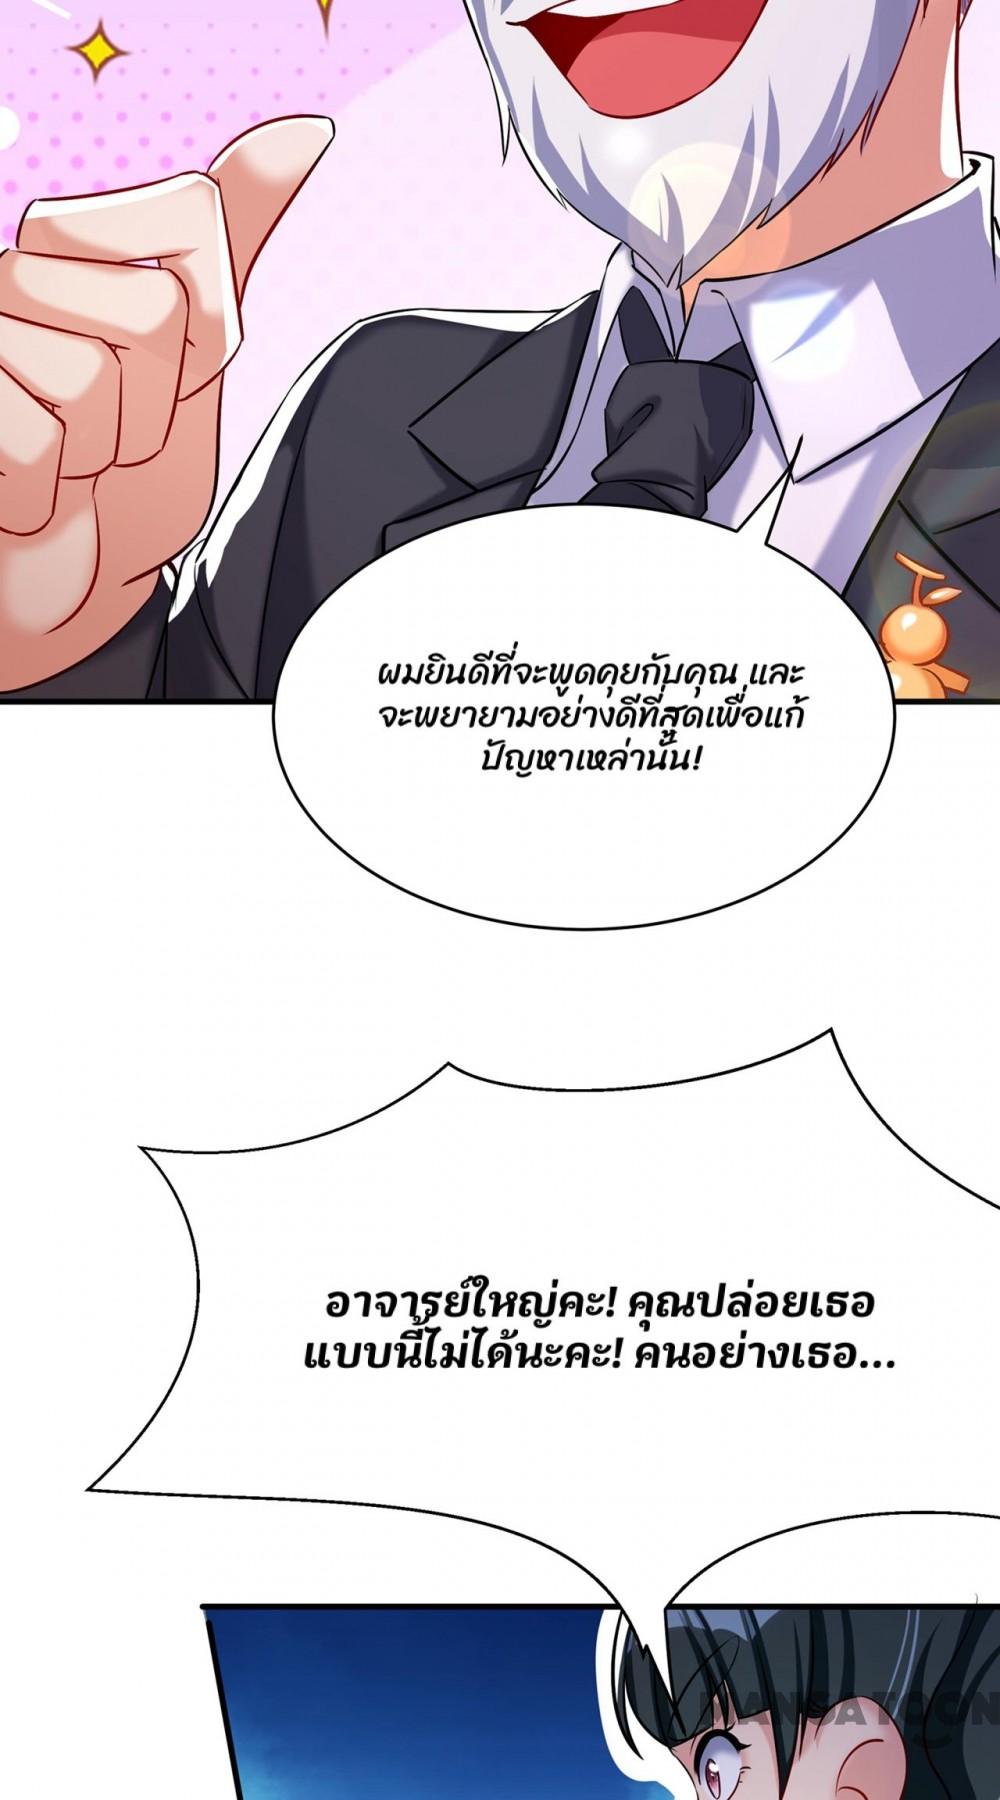 ผมยินดีที่จะพูดคุยกับคุณ และ
จะพยายามอย่างดีที่สุดเพื่อแก้
ปัญหาเหล่านั้น!
อาจารย์ใหญ่คะ! คุณปล่อยเธอ
แบบนี้ไม่ได้นะคะ! คนอย่างเธอ...
MANGATOON